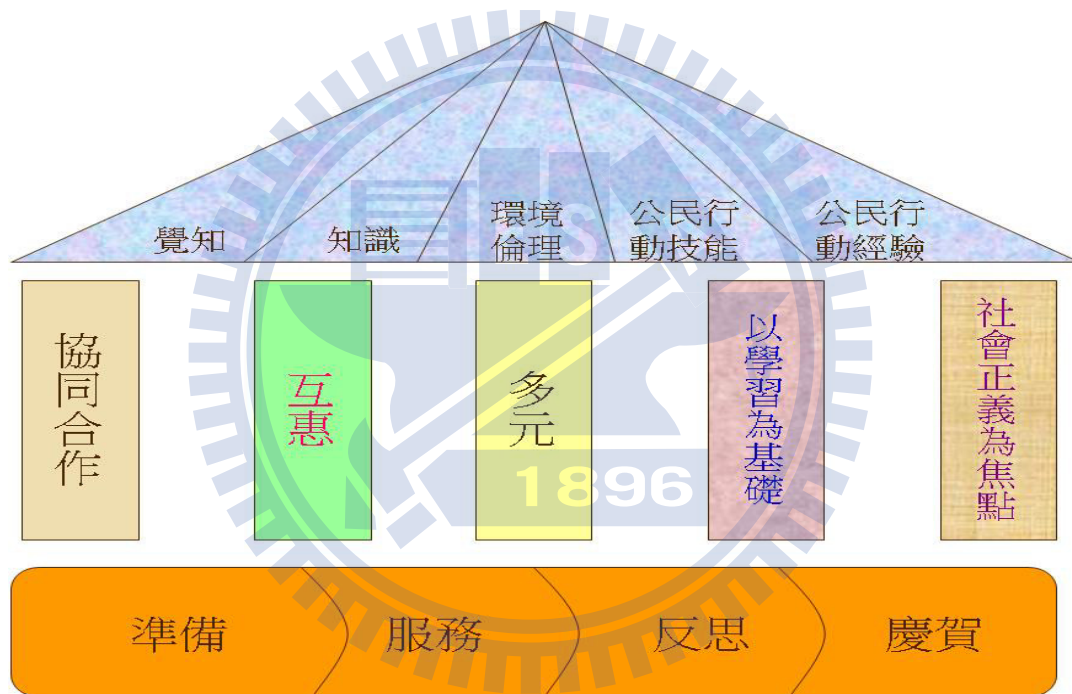 覺知
知識
環境
倫理
公民行
動技能
公民行
動經驗
協同合作
互惠
多元
以學習為基礎
社會正義為焦點
1896
準備
服務
反思
慶賀